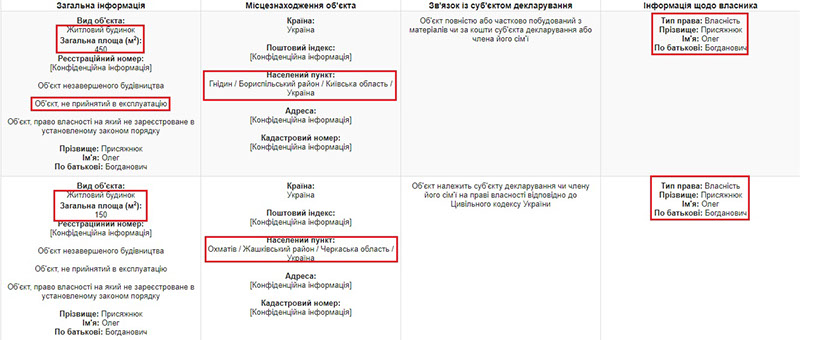 Загальна інформація
Місцезнаходження об'єкта
Зв'язок із суб'єктом декларування
Інформація щодо власника
Вид об'єкта:
Житловий будинок
Загальна площа (м²):
450
Реєстраційний номер:
[Конфіденційна інформація]
Об'єкт незавершеного будівництва
Об'єкт, не прийнятий в експлуатацію
Об'єкт, право власності на який не зареєстроване в
установленому законом порядку
Прізвище: Присяжнюк
Ім'я: Олег
По батькові: Богданович
Країна:
Україна
Поштовий індекс:
[Конфіденційна інформація]
Населений пункт:
Гнідин / Бориспільський район / Київська область /
Україна
Адреса:
[Конфіденційна інформація]
Кадастровий номер:
[Конфіденційна інформація]
Об'єкт повністю або частково побудований з
матеріалів чи за кошти суб'єкта декларування або
члена його сім'ї
Тип права: Власність
Прізвище: Присяжнюк
Ім'я: Олег
По батькові: Богданович
Вид об'єкта:
Житловий будинок
Загальна площа (м²):
150
Реєстраційний номер:
[Конфіденційна інформація]
Об'єкт незавершеного будівництва
Об'єкт, не прийнятий в експлуатацію
Об'єкт, право власності на який не зареєстроване в
установленому законом порядку
Прізвище: Присяжнюк
Ім'я: Олег
По батькові: Богданович
Країна:
Україна
Поштовий індекс:
[Конфіденційна інформація]
Населений пункт:
Охматів / Жашківський район / Черкаська область /
Україна
Адреса:
[Конфіденційна інформація]
Кадастровий номер:
[Конфіденційна інформація]
Об'єкт належить суб'єкту декларування чи члену
його сім'ї на праві власності відповідно до
Цивільного кодексу України
Тип права: Власність
Прізвище: Присяжнюк
Ім'я: Олег
По батькові: Богданович